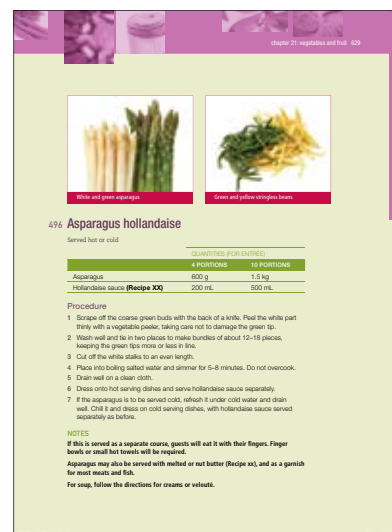 chapter 21: vegetables and fruit 629
White and green asparagus
Green and yellow stringless beans
496 Asparagus hollandaise
Served hot or cold
QUANTITIES (FOR ENTRÉE)
4 PORTIONS 10 PORTIONS
Asparagus 600 g 1.5 kg
Hollandaise sauce (Recipe XX) 200 mL 500 mL
Procedure
1 Scrape off the coarse green buds with the back of a knife. Peel the white part
thinly with a vegetable peeler, taking care not to damage the green tip.
2 Wash well and tie in two places to make bundles of about 12–18 pieces,
keeping the green tips more or less in line.
3 Cut off the white stalks to an even length.
4 Place into boiling salted water and simmer for 5–8 minutes. Do not overcook.
5 Drain well on a clean cloth.
6 Dress onto hot serving dishes and serve hollandaise sauce separately.
7 If the asparagus is to be served cold, refresh it under cold water and drain
well. Chill it and dress on cold serving dishes, with hollandaise sauce served
separately as before.
NOTES
If this is served as a separate course, guests will eat it with their fingers. Finger
bowls or small hot towels will be required.
Asparagus may also be served with melted or nut butter (Recipe xx), and as a garnish
for most meats and fish.
For soup, follow the directions for creams or velouté.